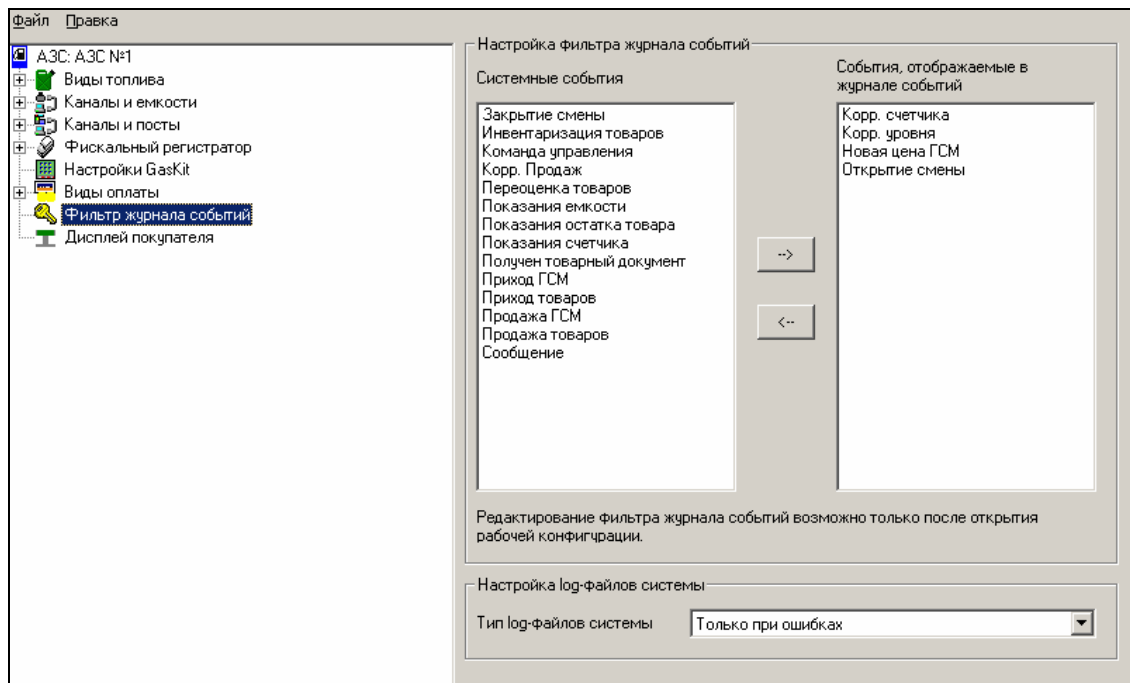 Файл Правка
АЗС: АЗС №1
Виды топлива
Каналы и емкости
Каналы и посты
Фискальный регистратор
Настройки GasKit
Виды оплаты
Фильтр журнала событий
Дисплей покупателя
Настройка фильтра журнала событий
Системные события
Закрытие смены
Инвентаризация товаров
Команда управления
Корр. Продаж
Переоценка товаров
Показания емкости
Показания остатка товара
Показания счетчика
Получен товарный документ
Приход ГСМ
Приход товаров
Продажа ГСМ
Продажа товаров
Сообщение
-->
<--
События, отображаемые в
журнале событий
Корр. счетчика
Корр. уровня
Новая цена ГСМ
Открытие смены
Редактирование фильтра журнала событий возможно только после открытия
рабочей конфигурации.
Настройка log-файлов системы
Тип log-файлов системы
Только при ошибках